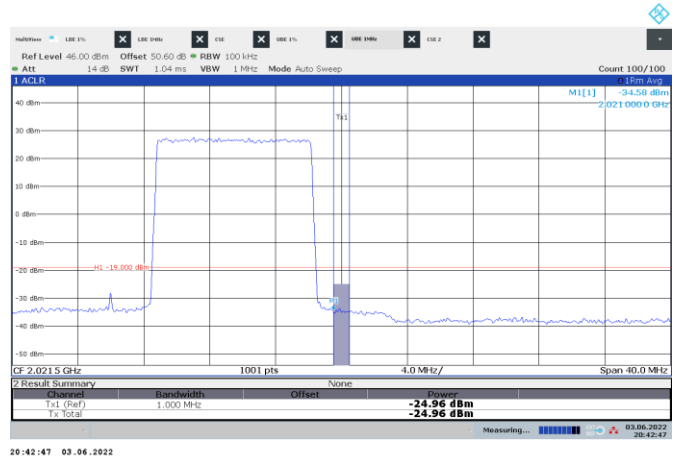 MultiView LBE 1% LBE 1MHz CSE UBE 1% UBE 1MHz CSE 2
Ref Level 46.00 dBm Offset 50.60 dB RBW 100 kHz
Att 14 dB SWT 1.04 ms VBW 1 MHz Mode Auto Sweep Count 100/100
1 ACLR 1Rm Avg
M1[1] -34.58 dBm
2.021 000 0 GHz
40 dBm
Tx1
30 dBm
20 dBm
10 dBm
0 dBm
-10 dBm
H1 -19.000 dBm
-20 dBm
-30 dBm
M1
-40 dBm
-50 dBm
CF 2.0215 GHz 1001 pts 4.0 MHz/ Span 40.0 MHz
2 Result Summary None
Channel Bandwidth Offset Power
Tx1 (Ref) 1.000 MHz -24.96 dBm
Tx Total -24.96 dBm
Measuring... 03.06.2022
20:42:47
20:42:47 03.06.2022